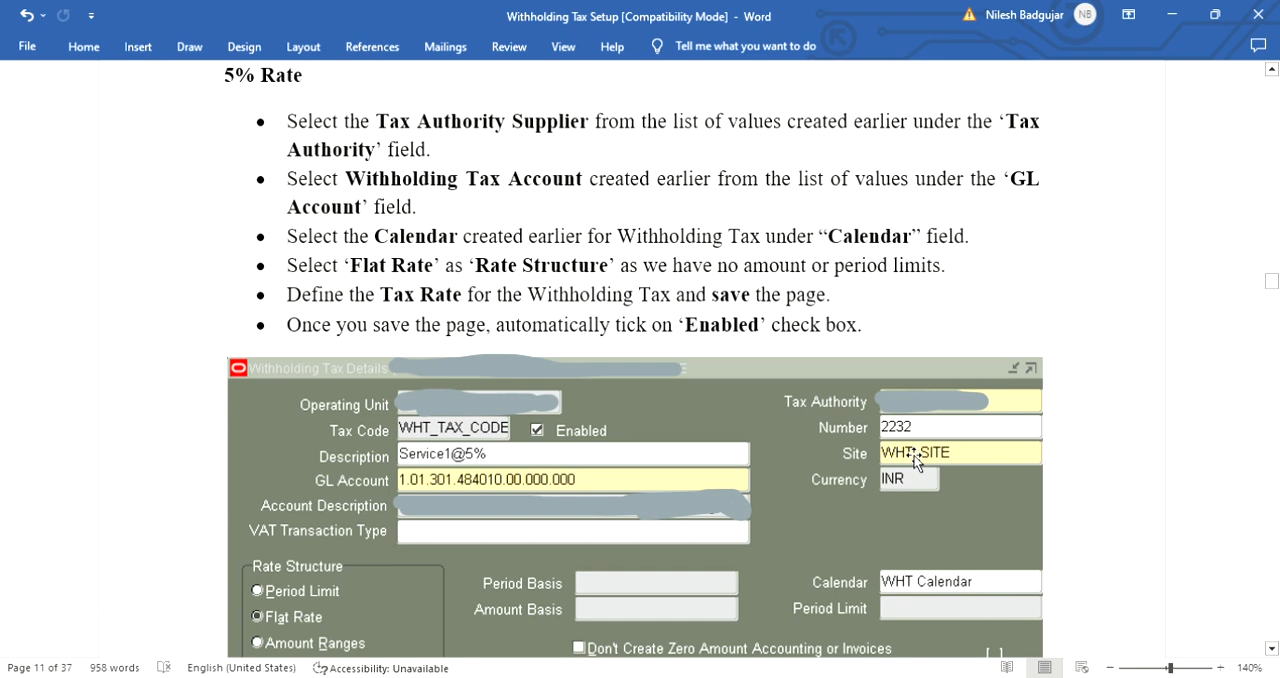 Withholding Tax Setup [Compatibility Mode] - Word
Nilesh Badgujar NB
File Home Insert Draw Design Layout References Mailings Review View Help Tell me what you want to do
5% Rate
• Select the Tax Authority Supplier from the list of values created earlier under the ‘Tax
Authority’ field.
• Select Withholding Tax Account created earlier from the list of values under the ‘GL
Account’ field.
• Select the Calendar created earlier for Withholding Tax under “Calendar” field.
• Select ‘Flat Rate’ as ‘Rate Structure’ as we have no amount or period limits.
• Define the Tax Rate for the Withholding Tax and save the page.
• Once you save the page, automatically tick on ‘Enabled’ check box.
Withholding Tax Details
Operating Unit
Tax Authority
Tax Code WHT_TAX_CODE Enabled
Number 2232
Description Service1@5%
Site WHT_SITE
GL Account 1.01.301.484010.00.000.000
Currency INR
Account Description
VAT Transaction Type
Rate Structure
Period Limit
Flat Rate
Amount Ranges
Period Basis
Amount Basis
Calendar WHT Calendar
Period Limit
Don't Create Zero Amount Accounting or Invoices
[ ]
Page 11 of 37 958 words English (United States) Accessibility: Unavailable 140%